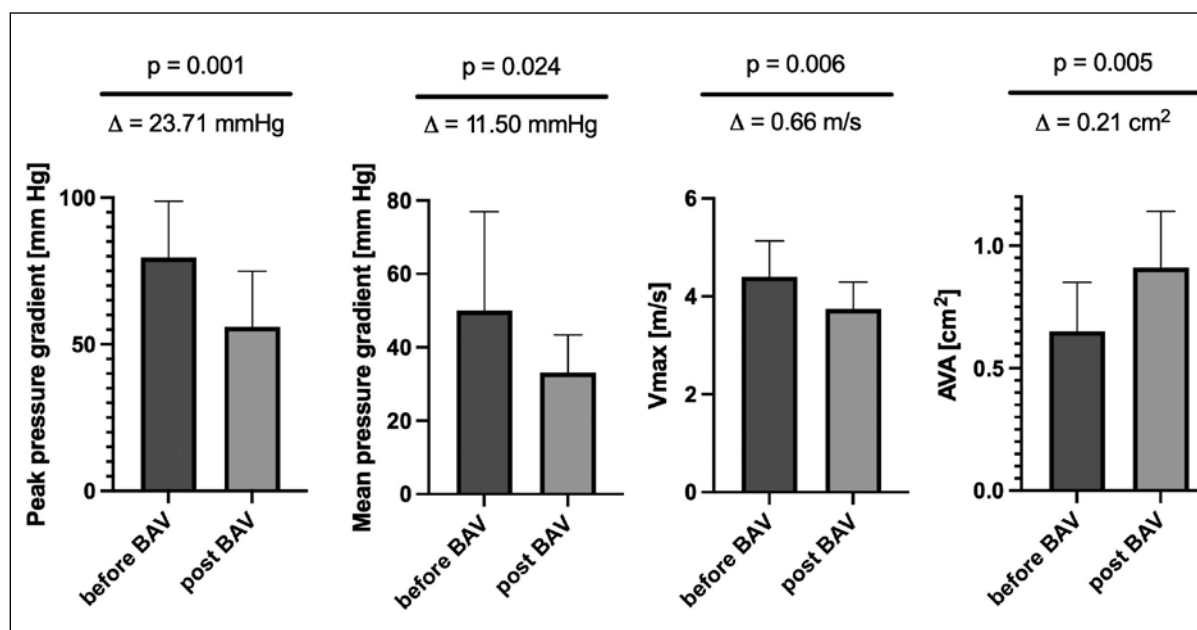 p = 0.001
Δ = 23.71 mmHg
Peak pressure gradient [mm Hg]
100
50
0
before BAV
post BAV
p = 0.024
Δ = 11.50 mmHg
Mean pressure gradient [mm Hg]
80
60
40
20
0
before BAV
post BAV
p = 0.006
Δ = 0.66 m/s
Vmax [m/s]
6
4
2
0
before BAV
post BAV
p = 0.005
Δ = 0.21 cm²
AVA [cm²]
1.0
0.5
0.0
before BAV
post BAV